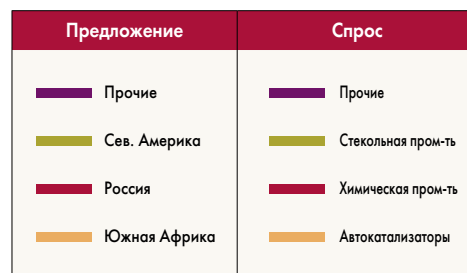 Предложение Спрос
Прочие Прочие
Сев. Америка Стекольная пром-ть
Россия Химическая пром-ть
Южная Африка Автокатализаторы